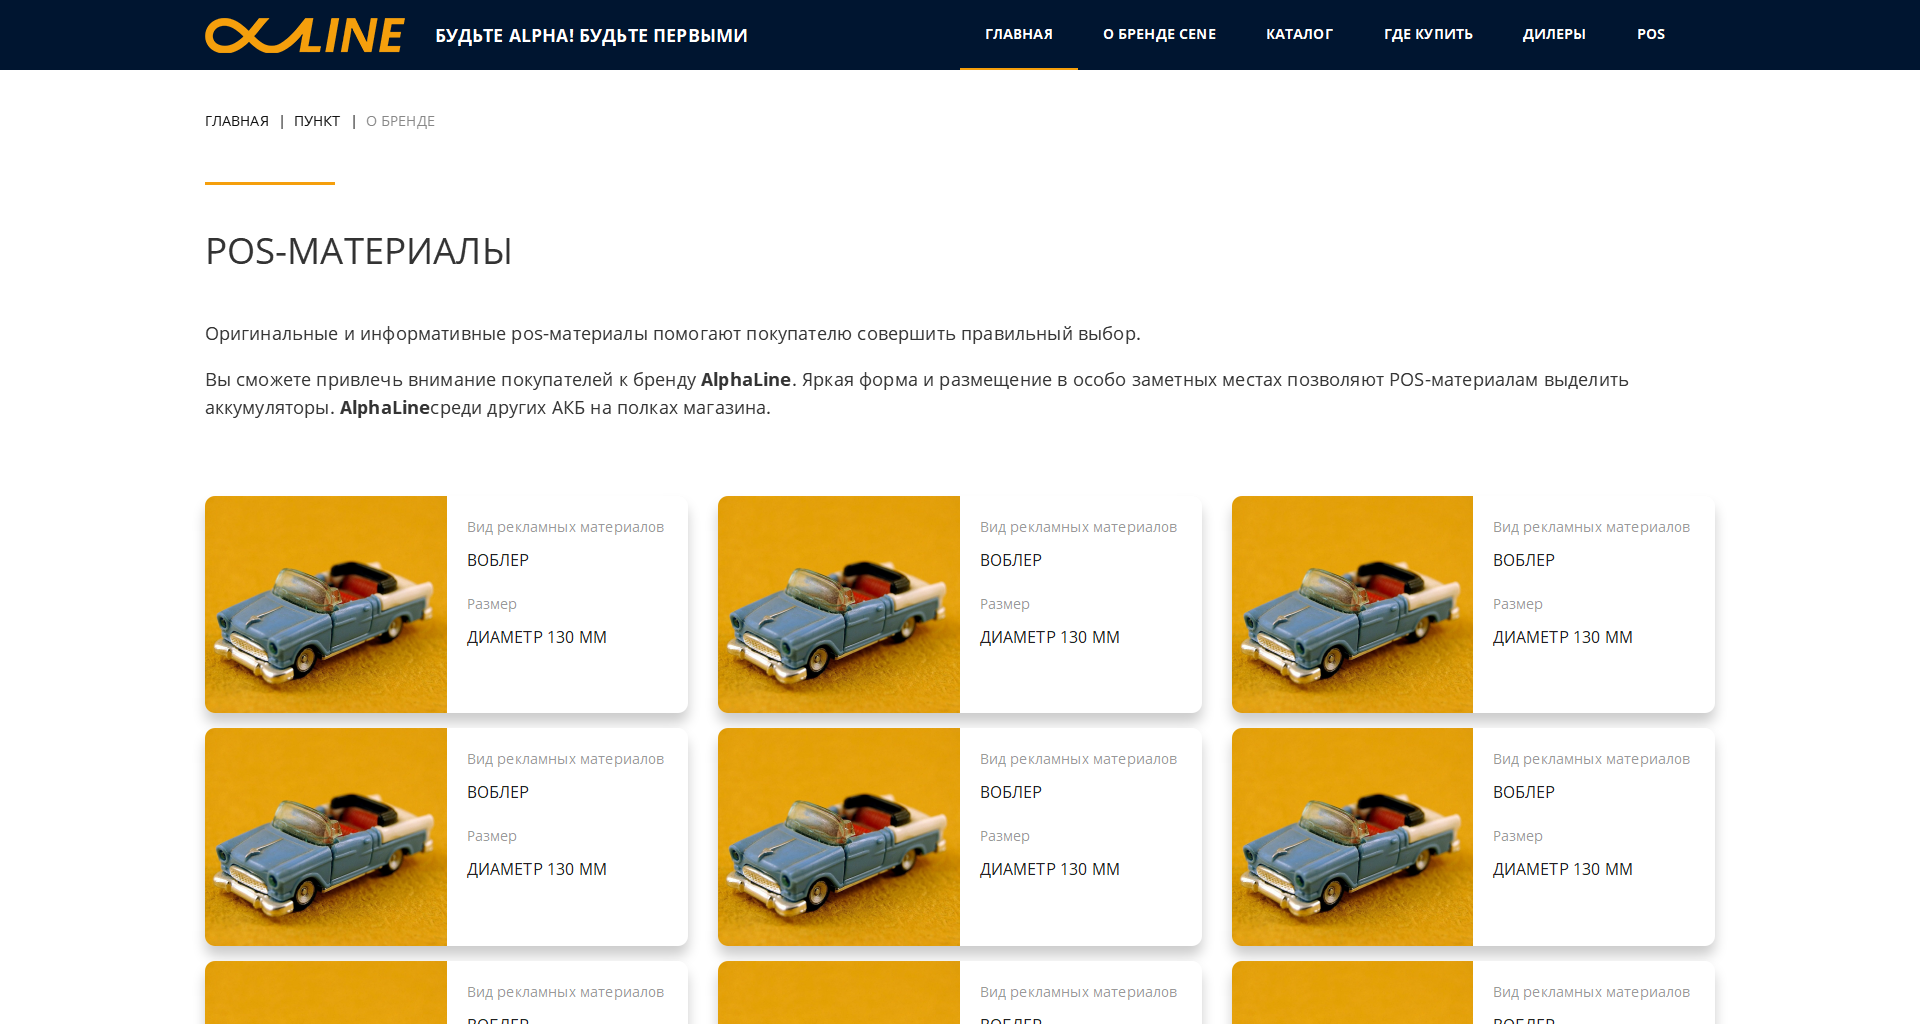 LINE
БУДЬТЕ ALPHA! БУДЬТЕ ПЕРВЫМИ
ГЛАВНАЯ
О БРЕНДЕ CENE
КАТАЛОГ
ГДЕ КУПИТЬ
ДИЛЕРЫ
POS
ГЛАВНАЯ | ПУНКТ | О БРЕНДЕ
POS-МАТЕРИАЛЫ
Оригинальные и информативные pos-материалы помогают покупателю совершить правильный выбор.
Вы сможете привлечь внимание покупателей к бренду AlphaLine. Яркая форма и размещение в особо заметных местах позволяют POS-материалам выделить
аккумуляторы. AlphaLineсреди других АКБ на полках магазина.
Вид рекламных материалов
ВОБЛЕР
Размер
ДИАМЕТР 130 ММ
Вид рекламных материалов
ВОБЛЕР
Размер
ДИАМЕТР 130 ММ
Вид рекламных материалов
ВОБЛЕР
Размер
ДИАМЕТР 130 ММ
Вид рекламных материалов
ВОБЛЕР
Размер
ДИАМЕТР 130 ММ
Вид рекламных материалов
ВОБЛЕР
Размер
ДИАМЕТР 130 ММ
Вид рекламных материалов
ВОБЛЕР
Размер
ДИАМЕТР 130 ММ
Вид рекламных материалов
ВОБЛЕР
Вид рекламных материалов
ВОБЛЕР
Вид рекламных материалов
ВОБЛЕР